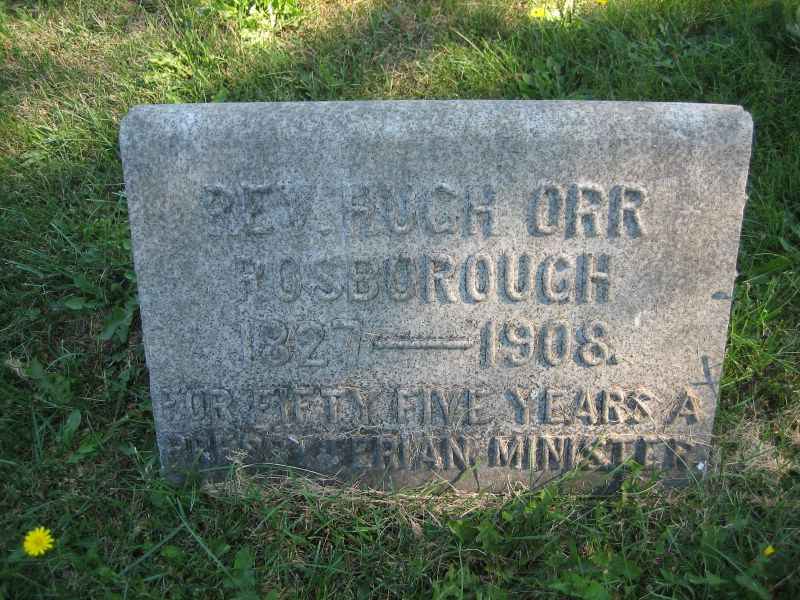 REV. HUGH ORR
ROSBOROUGH
1827—1908.
FOR FIFTY FIVE YEARS A
PRESBYTERIAN MINISTER